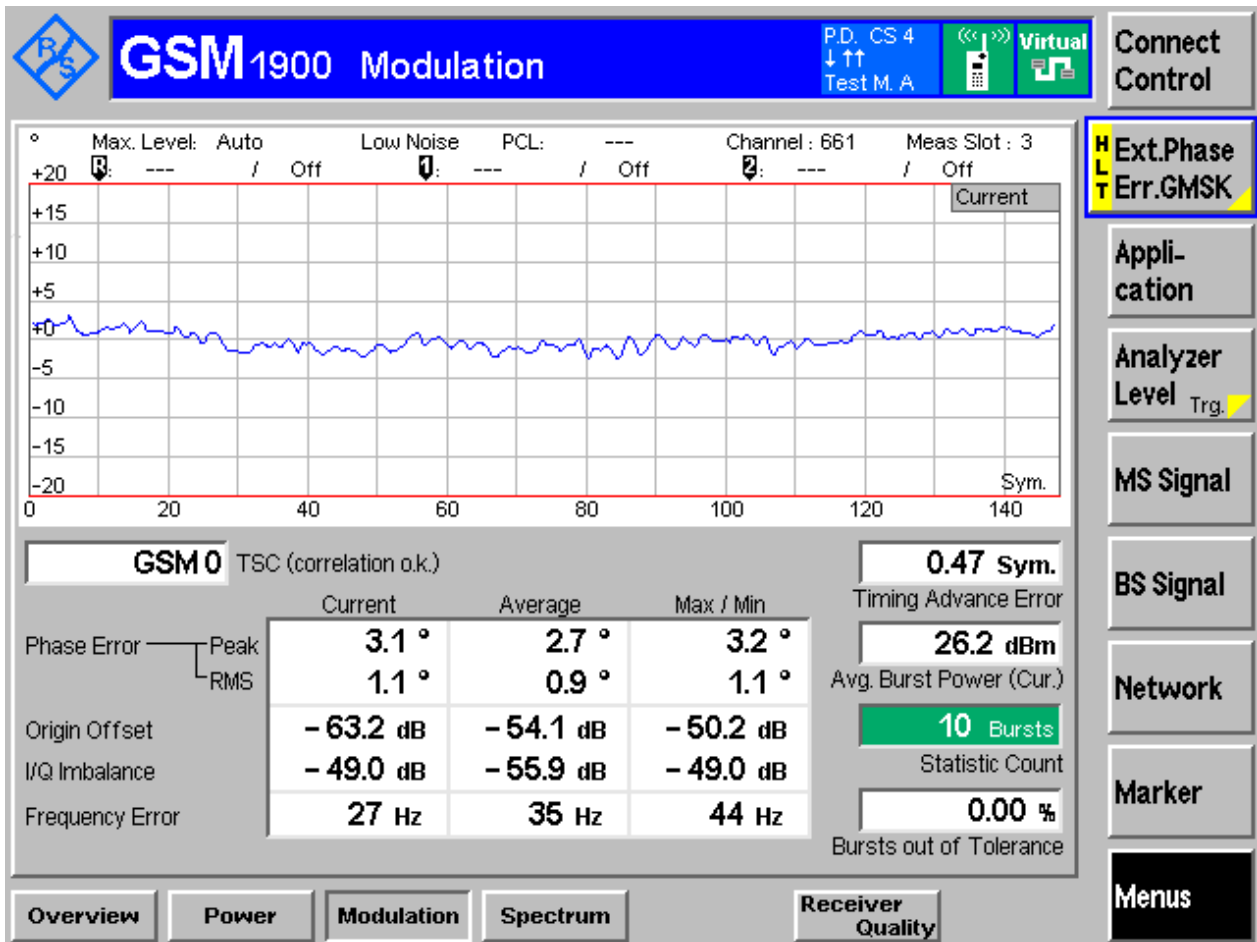 R/S
GSM 1900 Modulation
P.D. CS 4
↓ ↑↑
Test M. A
Virtual
Connect Control
° Max. Level: Auto Low Noise PCL: --- Channel : 661 Meas Slot : 3
R: --- / Off 1: --- / Off 2: --- / Off
Current
+20
+15
+10
+5
+0
-5
-10
-15
-20
Sym.
0 20 40 60 80 100 120 140
HLT
Ext.Phase
Err.GMSK
Appli-
cation
Analyzer
Level Trg.
MS Signal
BS Signal
Network
Marker
Menus
GSM 0 TSC (correlation o.k.)
Current Average Max / Min
Phase Error Peak 3.1 ° 2.7 ° 3.2 °
RMS 1.1 ° 0.9 ° 1.1 °
Origin Offset – 63.2 dB – 54.1 dB – 50.2 dB
I/Q Imbalance – 49.0 dB – 55.9 dB – 49.0 dB
Frequency Error 27 Hz 35 Hz 44 Hz
0.47 Sym.
Timing Advance Error
26.2 dBm
Avg. Burst Power (Cur.)
10 Bursts
Statistic Count
0.00 %
Bursts out of Tolerance
Overview Power Modulation Spectrum Receiver Quality